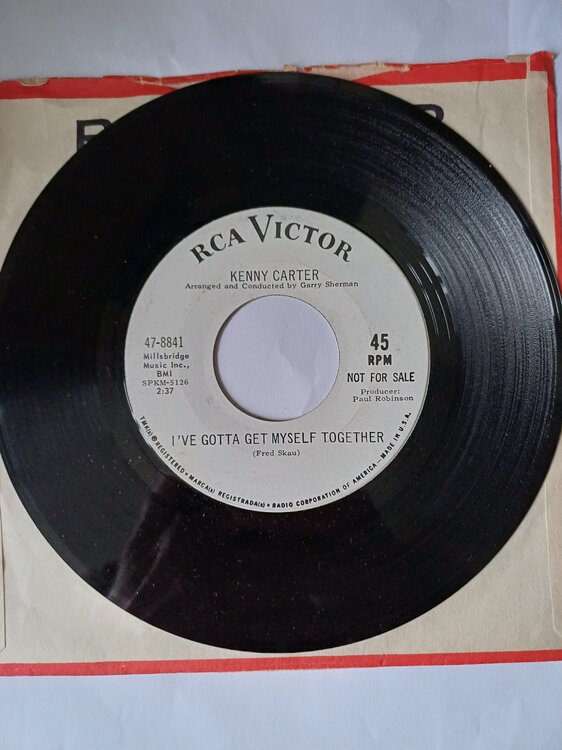 RCA VICTOR
KENNY CARTER
Arranged and Conducted by Garry Sherman
47-8841
Millsbridge
Music Inc.,
BMI
SPKM-5126
2:37
45
RPM
NOT FOR SALE
Producer:
Paul Robinson
I'VE GOTTA GET MYSELF TOGETHER
(Fred Skau)
TMK(s) ® REGISTERED • MARCA(s) REGISTRADA(s) • RADIO CORPORATION OF AMERICA — MADE IN U.S.A.